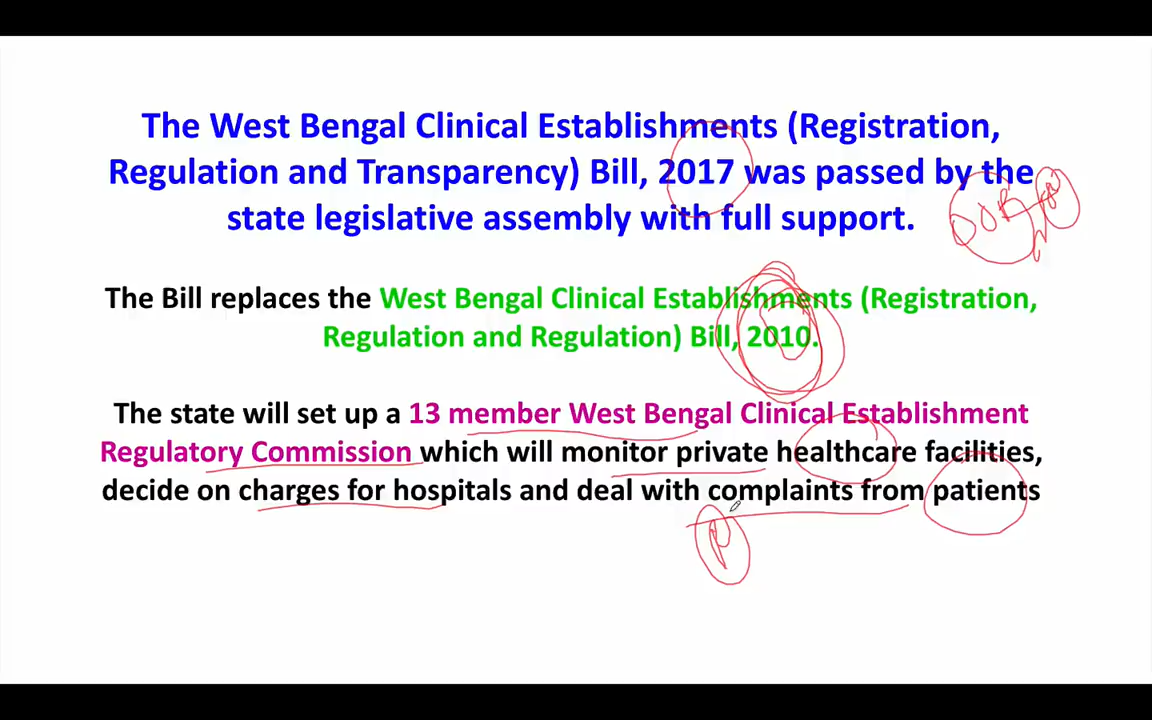 The West Bengal Clinical Establishments (Registration,
Regulation and Transparency) Bill, 2017 was passed by the
state legislative assembly with full support.
The Bill replaces the West Bengal Clinical Establishments (Registration,
Regulation and Regulation) Bill, 2010.
The state will set up a 13 member West Bengal Clinical Establishment
Regulatory Commission which will monitor private healthcare facilities,
decide on charges for hospitals and deal with complaints from patients